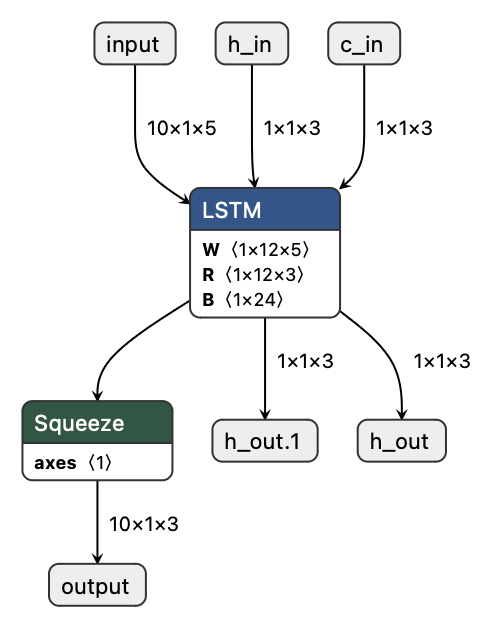 input
h_in
c_in
10×1×5
1×1×3
1×1×3
LSTM
W ⟨1×12×5⟩
R ⟨1×12×3⟩
B ⟨1×24⟩
1×1×3
1×1×3
Squeeze
axes ⟨1⟩
h_out.1
h_out
10×1×3
output